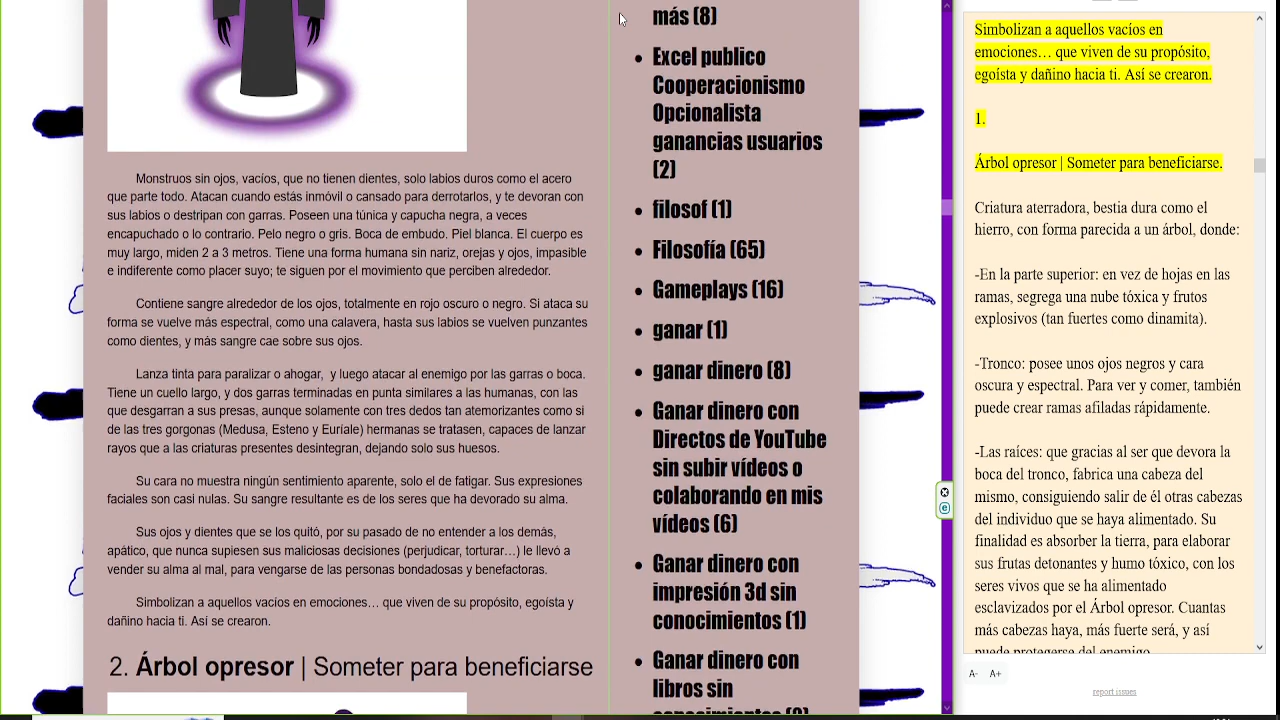 Monstruos sin ojos, vacíos, que no tienen dientes, solo labios duros como el acero
que parte todo. Atacan cuando estás inmóvil o cansado para derrotarlos, y te devoran con
sus labios o destripan con garras. Poseen una túnica y capucha negra, a veces
encapuchado o lo contrario. Pelo negro o gris. Boca de embudo. Piel blanca. El cuerpo es
muy largo, miden 2 a 3 metros. Tiene una forma humana sin nariz, orejas y ojos, impasible
e indiferente como placer suyo; te siguen por el movimiento que perciben alrededor.
Contiene sangre alrededor de los ojos, totalmente en rojo oscuro o negro. Si ataca su
forma se vuelve más espectral, como una calavera, hasta sus labios se vuelven punzantes
como dientes, y más sangre cae sobre sus ojos.
Lanza tinta para paralizar o ahogar, y luego atacar al enemigo por las garras o boca.
Tiene un cuello largo, y dos garras terminadas en punta similares a las humanas, con las
que desgarran a sus presas, aunque solamente con tres dedos tan atemorizantes como si
de las tres gorgonas (Medusa, Esteno y Euríale) hermanas se tratasen, capaces de lanzar
rayos que a las criaturas presentes desintegran, dejando solo sus huesos.
Su cara no muestra ningún sentimiento aparente, solo el de fatigar. Sus expresiones
faciales son casi nulas. Su sangre resultante es de los seres que ha devorado su alma.
Sus ojos y dientes que se los quitó, por su pasado de no entender a los demás,
apático, que nunca supiesen sus maliciosas decisiones (perjudicar, torturar…) le llevó a
vender su alma al mal, para vengarse de las personas bondadosas y benefactoras.
Simbolizan a aquellos vacíos en emociones… que viven de su propósito, egoísta y
dañino hacia ti. Así se crearon.
2. Árbol opresor | Someter para beneficiarse
más (8)
Excel publico
Cooperacionismo
Opcionalista
ganancias usuarios
(2)
filosof (1)
Filosofía (65)
Gameplays (16)
ganar (1)
ganar dinero (8)
Ganar dinero con
Directos de YouTube
sin subir vídeos o
colaborando en mis
vídeos (6)
Ganar dinero con
impresión 3d sin
conocimientos (1)
Ganar dinero con
libros sin
Simbolizan a aquellos vacíos en
emociones… que viven de su propósito,
egoísta y dañino hacia ti. Así se crearon.
1.
Árbol opresor | Someter para beneficiarse.
Criatura aterradora, bestia dura como el
hierro, con forma parecida a un árbol, donde:
-En la parte superior: en vez de hojas en las
ramas, segrega una nube tóxica y frutos
explosivos (tan fuertes como dinamita).
-Tronco: posee unos ojos negros y cara
oscura y espectral. Para ver y comer, también
puede crear ramas afiladas rápidamente.
-Las raíces: que gracias al ser que devora la
boca del tronco, fabrica una cabeza del
mismo, consiguiendo salir de él otras cabezas
del individuo que se haya alimentado. Su
finalidad es absorber la tierra, para elaborar
sus frutas detonantes y humo tóxico, con los
seres vivos que se ha alimentado
esclavizados por el Árbol opresor. Cuantas
más cabezas haya, más fuerte será, y así
puede protegerse del enemigo
A- A+
report issues